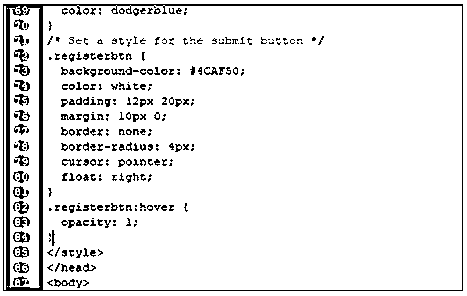 69 color: dodgerblue;
70 }
71 /* Set a style for the submit button */
72 .registerbtn {
73 background-color: #4CAF50;
74 color: white;
75 padding: 12px 20px;
76 margin: 10px 0;
77 border: none;
78 border-radius: 4px;
79 cursor: pointer;
80 float: right;
81 }
82 .registerbtn:hover {
83 opacity: 1;
84 }
85 </style>
86 </head>
87 <body>